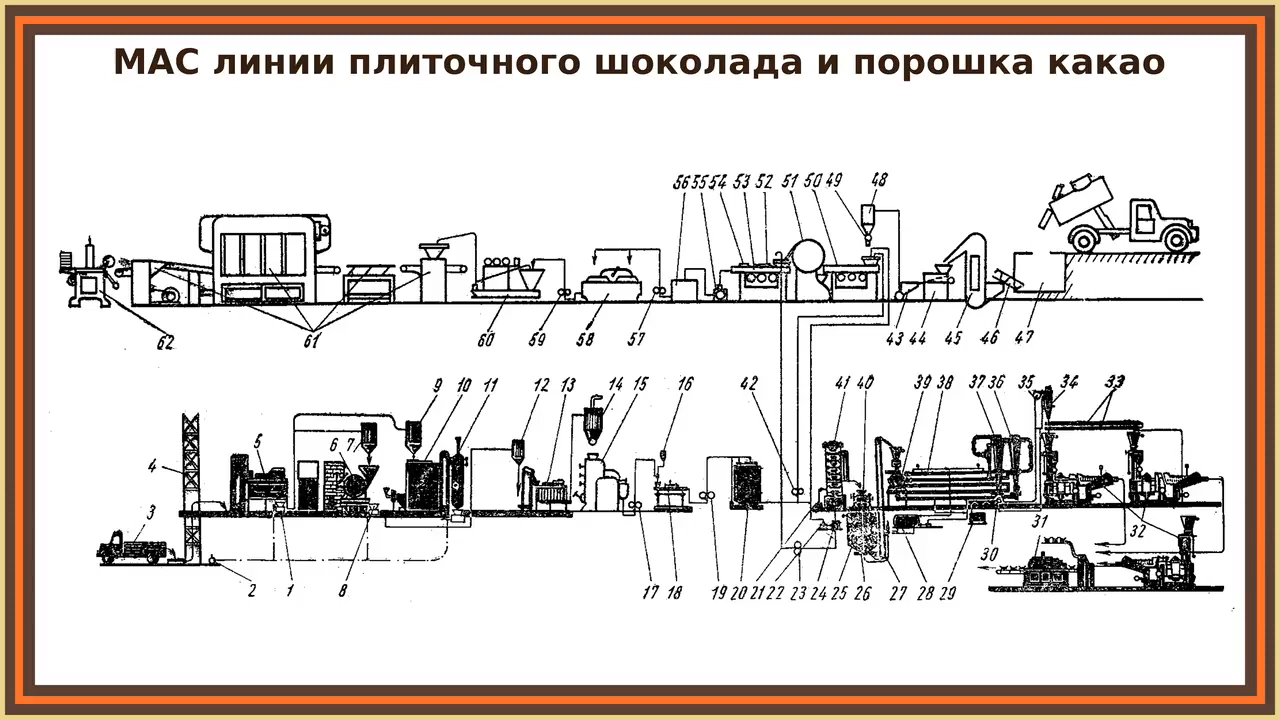 МАС линии плиточного шоколада и порошка какао
56 55 54 53 52 51 50 49 48
62 61 60 59 58 57 43 44 45 46 47
9 10 11 12 13 14 15 16 42 41 40 39 38 37 36 35 34 33
5 6 7
4
3
2 1 8 17 18 19 20 21 22 23 24 25 26 27 28 29 30 31 32